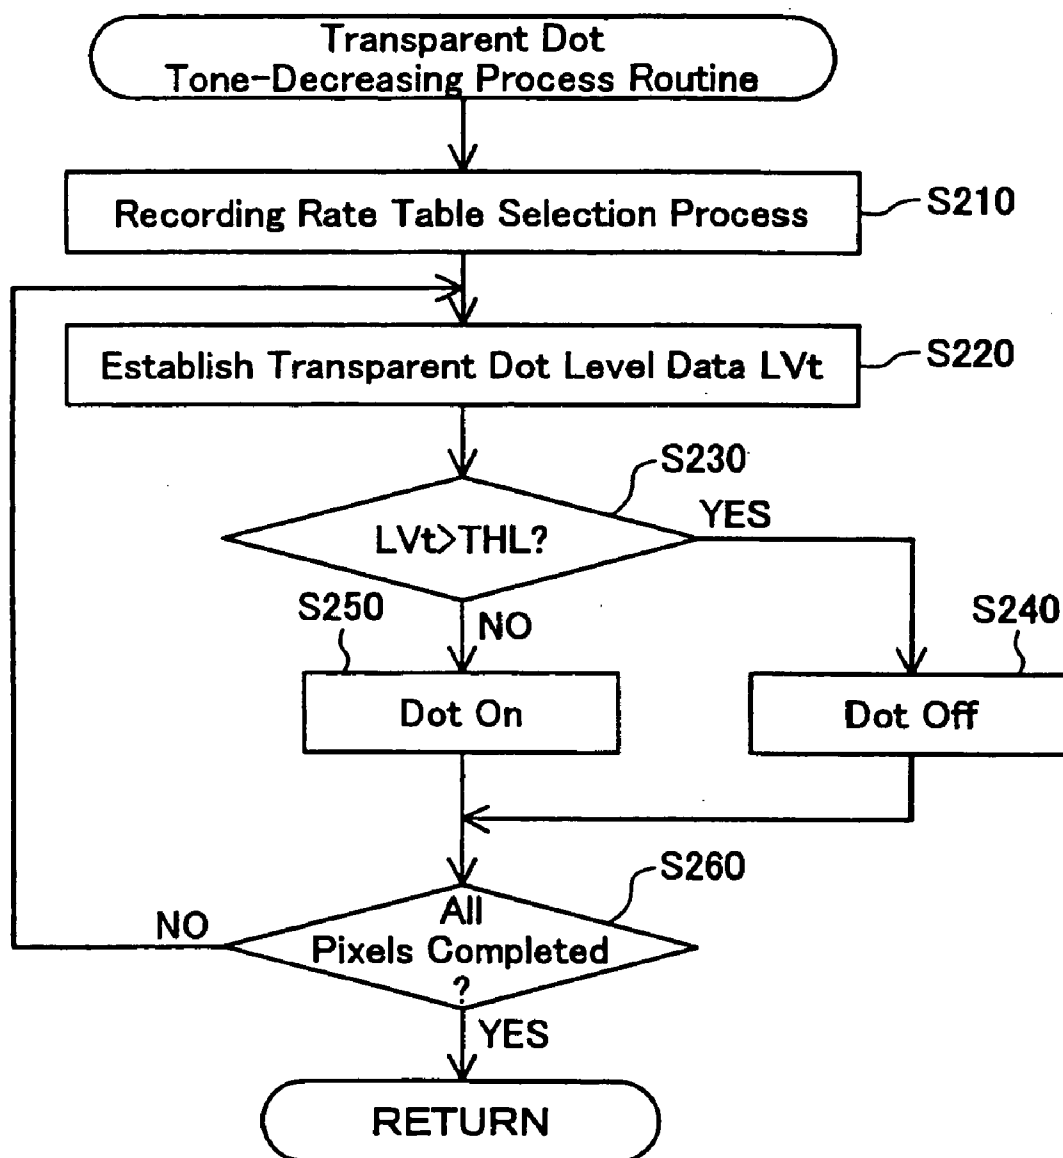 Transparent Dot
Tone-Decreasing Process Routine
Recording Rate Table Selection Process
S210
Establish Transparent Dot Level Data LVt
S220
S230
LVt>THL?
YES
S250
NO
S240
Dot On
Dot Off
S260
NO
All
Pixels Completed
?
YES
RETURN